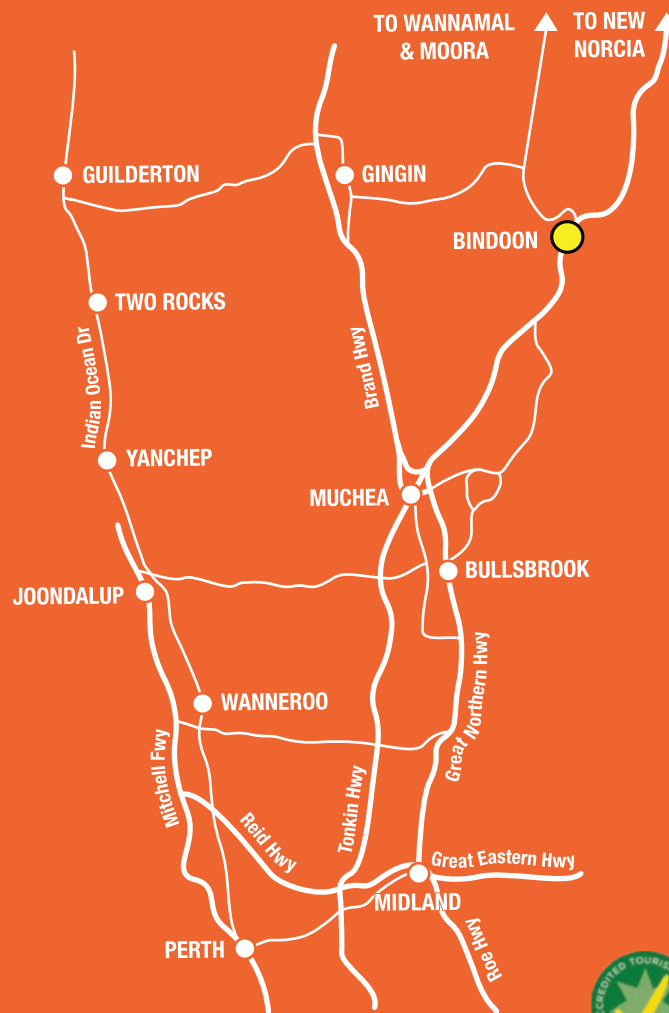 TO WANNAMAL
& MOORA
TO NEW
NORCIA
GUILDERTON
GINGIN
BINDOON
TWO ROCKS
Indian Ocean Dr
Brand Hwy
YANCHEP
MUCHEA
BULLSBROOK
JOONDALUP
WANNEROO
Great Northern Hwy
Mitchell Fwy
Reid Hwy
Tonkin Hwy
Great Eastern Hwy
MIDLAND
PERTH
Roe Hwy